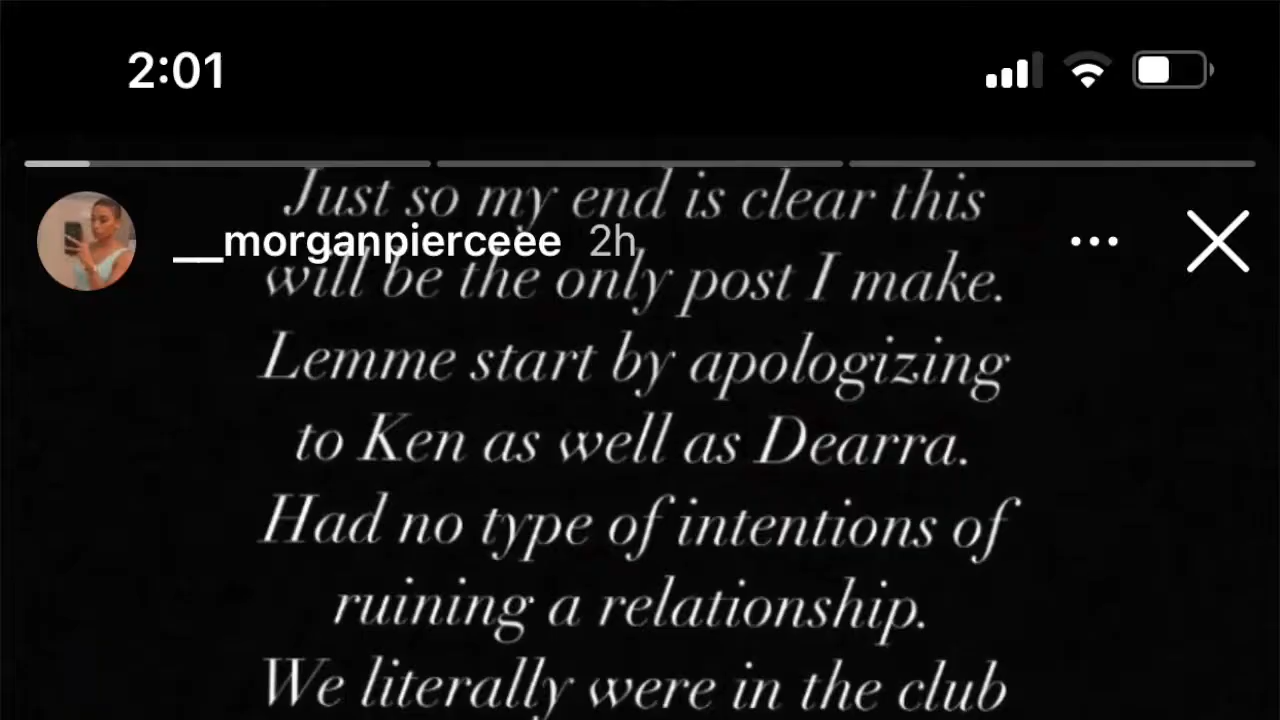 2:01
Just so my end is clear this
__morganpierceee 2h
will be the only post I make.
Lemme start by apologizing
to Ken as well as Dearra.
Had no type of intentions of
ruining a relationship.
We literally were in the club